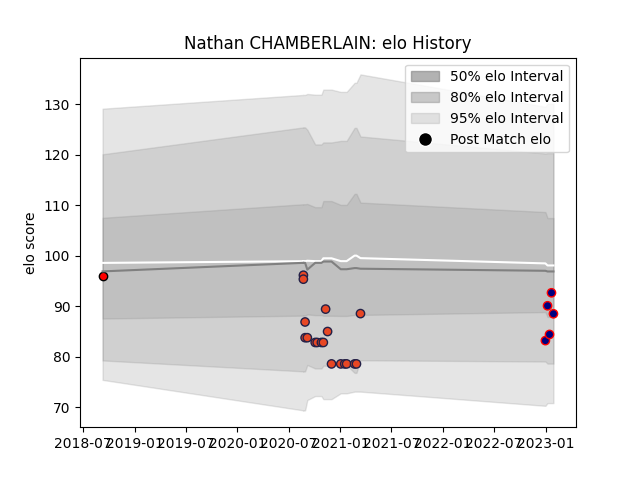 Nathan CHAMBERLAIN: elo History
50% elo Interval
80% elo Interval
95% elo Interval
Post Match elo
elo score
130
120
110
100
90
80
70
2018-07 2019-01 2019-07 2020-01 2020-07 2021-01 2021-07 2022-01 2022-07 2023-01